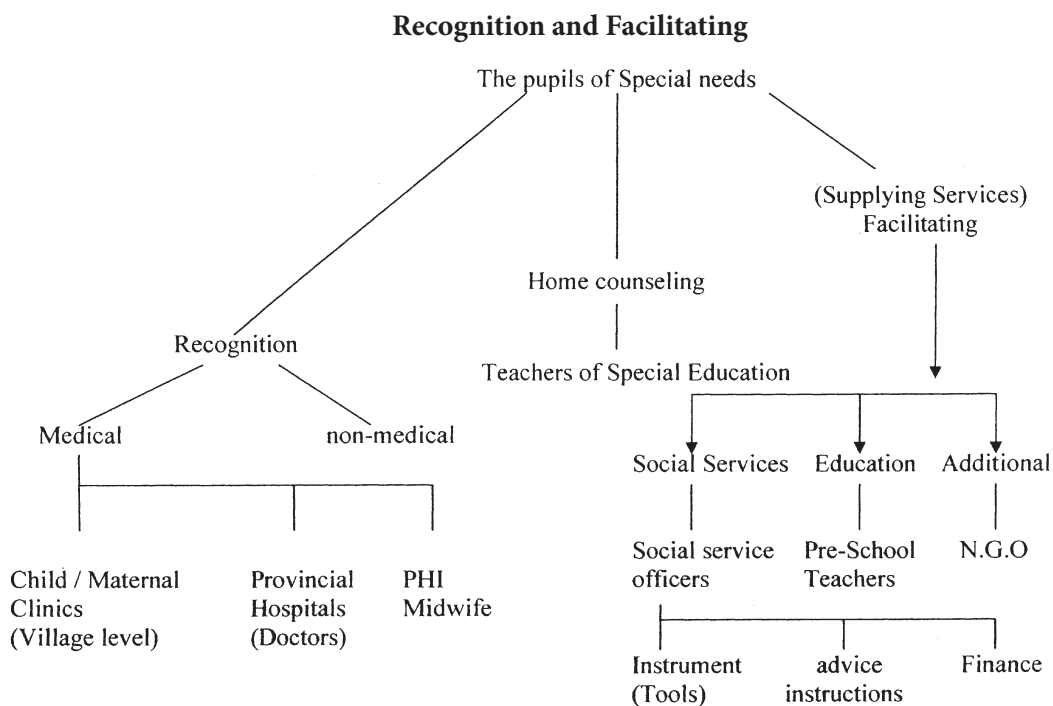 Recognition and Facilitating
The pupils of Special needs
(Supplying Services)
Facilitating
Home counseling
Recognition
Teachers of Special Education
Medical
non-medical
Social Services
Education
Additional
Child / Maternal
Clinics
(Village level)
Provincial
Hospitals
(Doctors)
PHI
Midwife
Social service
officers
Pre-School
Teachers
N.G.O
Instrument
(Tools)
advice
instructions
Finance